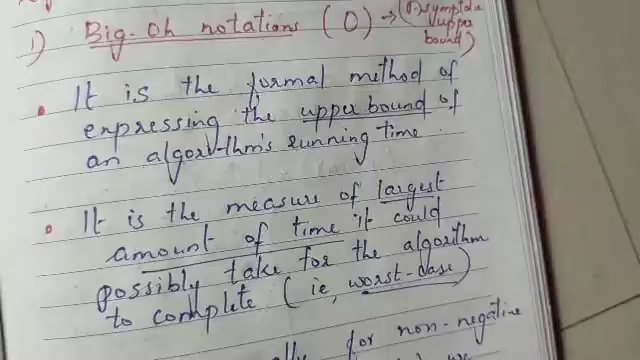 1) Big-Oh notations (O) → (Asymptotic upper bound)
• It is the formal method of
expressing the upper bound of
an algorithm's running time.
• It is the measure of largest
amount of time it could
possibly take for the algorithm
to complete (ie, worst-case)
for non-negative